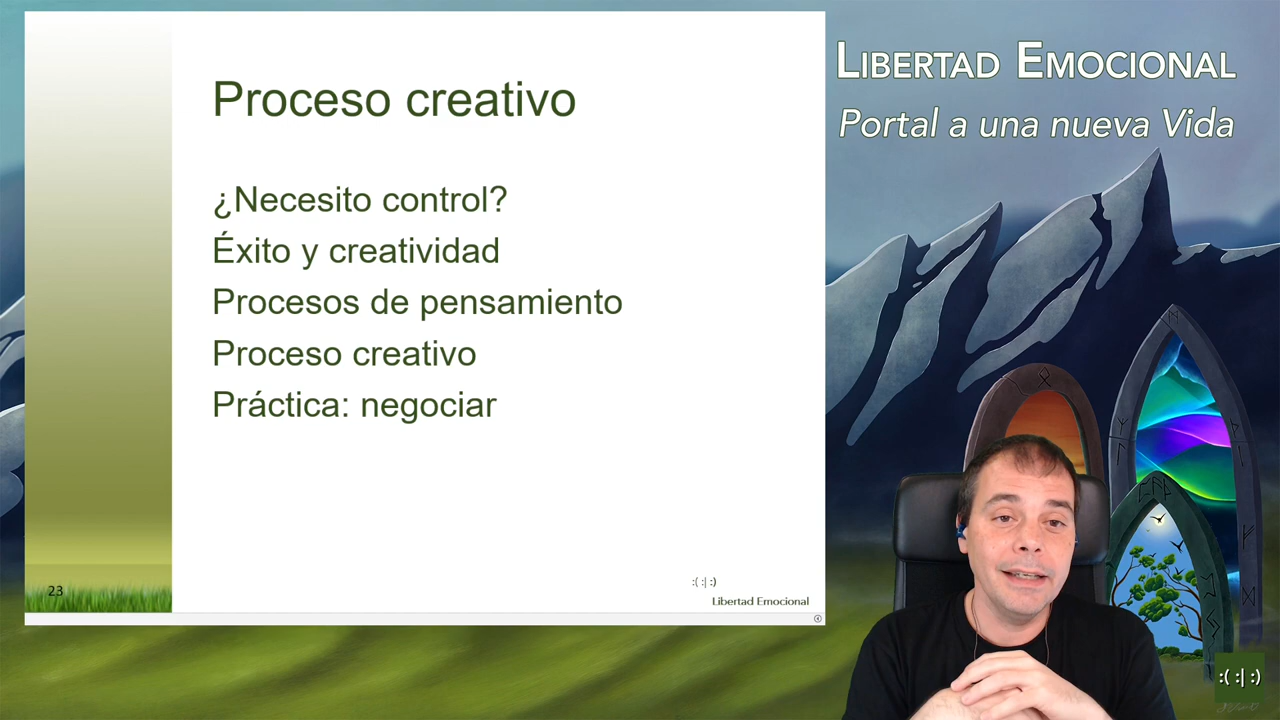 Proceso creativo
¿Necesito control?
Éxito y creatividad
Procesos de pensamiento
Proceso creativo
Práctica: negociar
23
:( :| :)
Libertad Emocional
LIBERTAD EMOCIONAL
Portal a una nueva Vida
:( :| :)